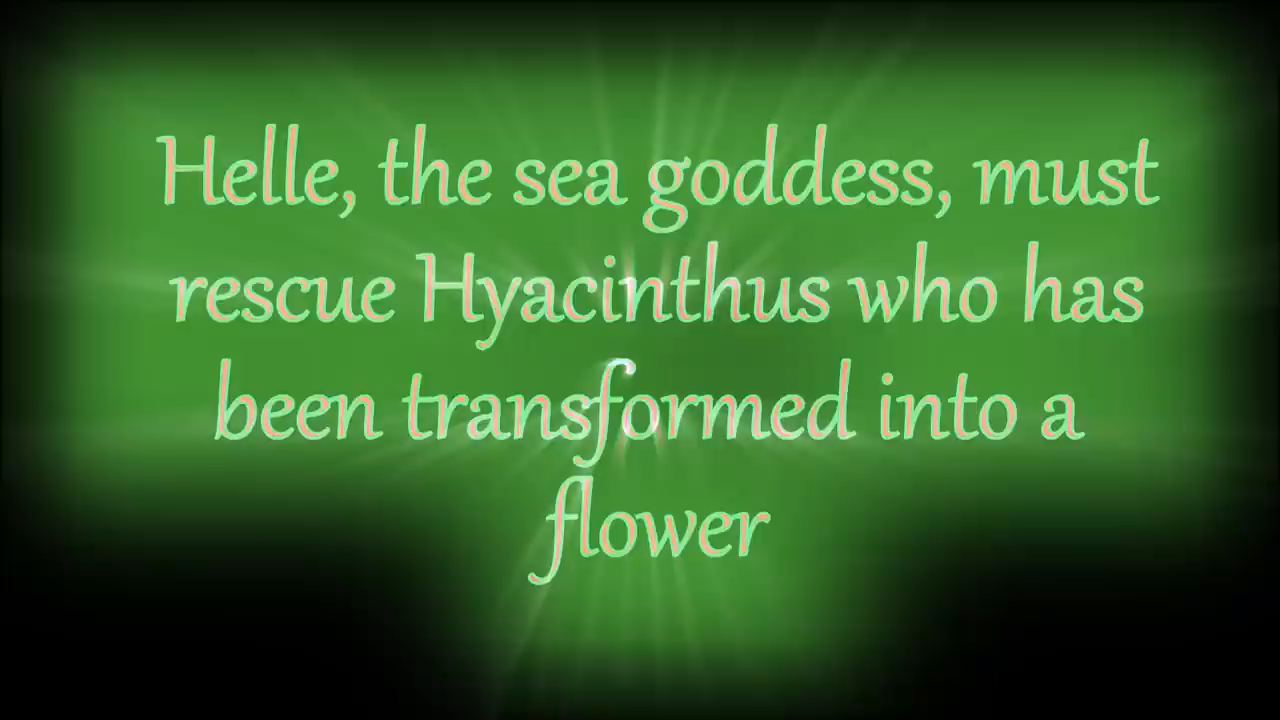 Helle, the sea goddess, must
rescue Hyacinthus who has
been transformed into a
flower